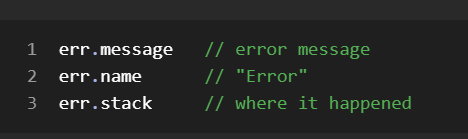 1 err.message // error message
2 err.name // "Error"
3 err.stack // where it happened